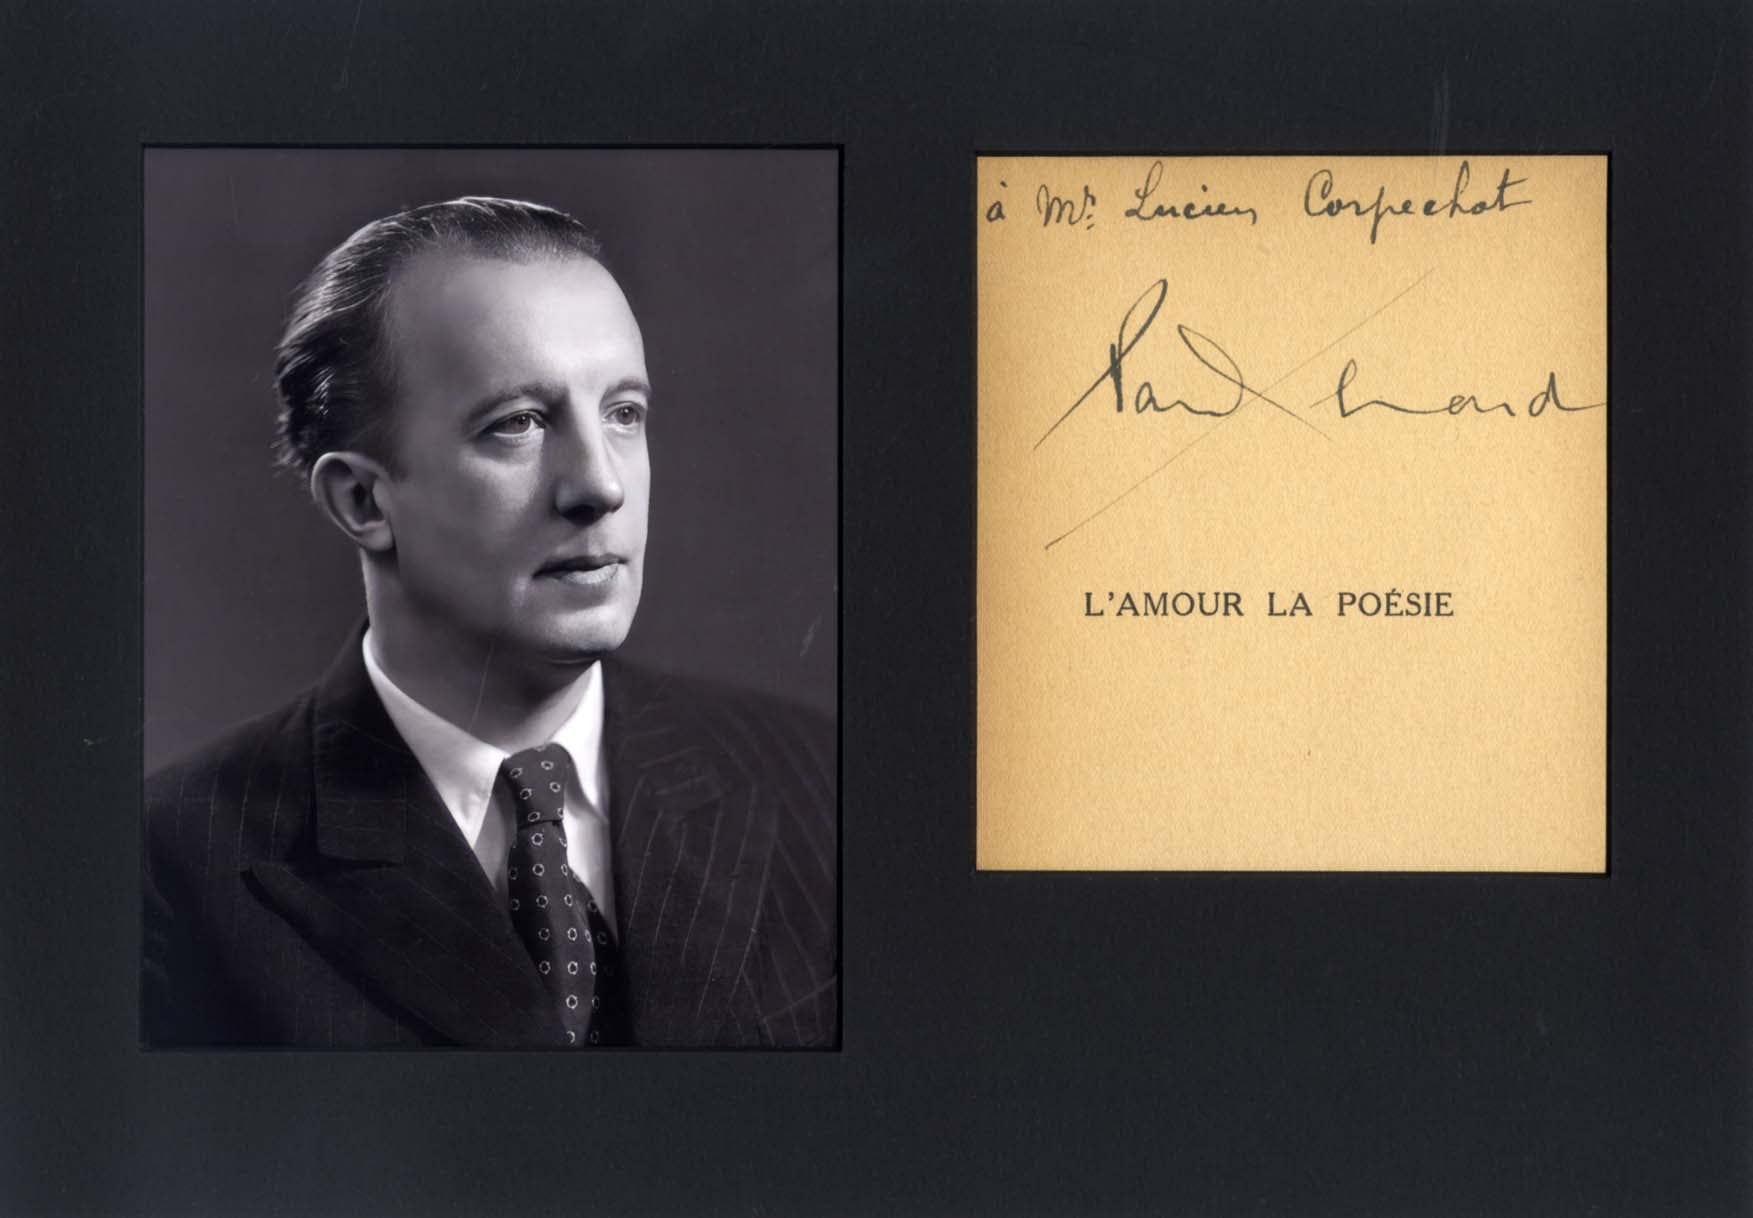 à Mr. Lucien Corpechot
Paul Eluard
L'AMOUR LA POÉSIE